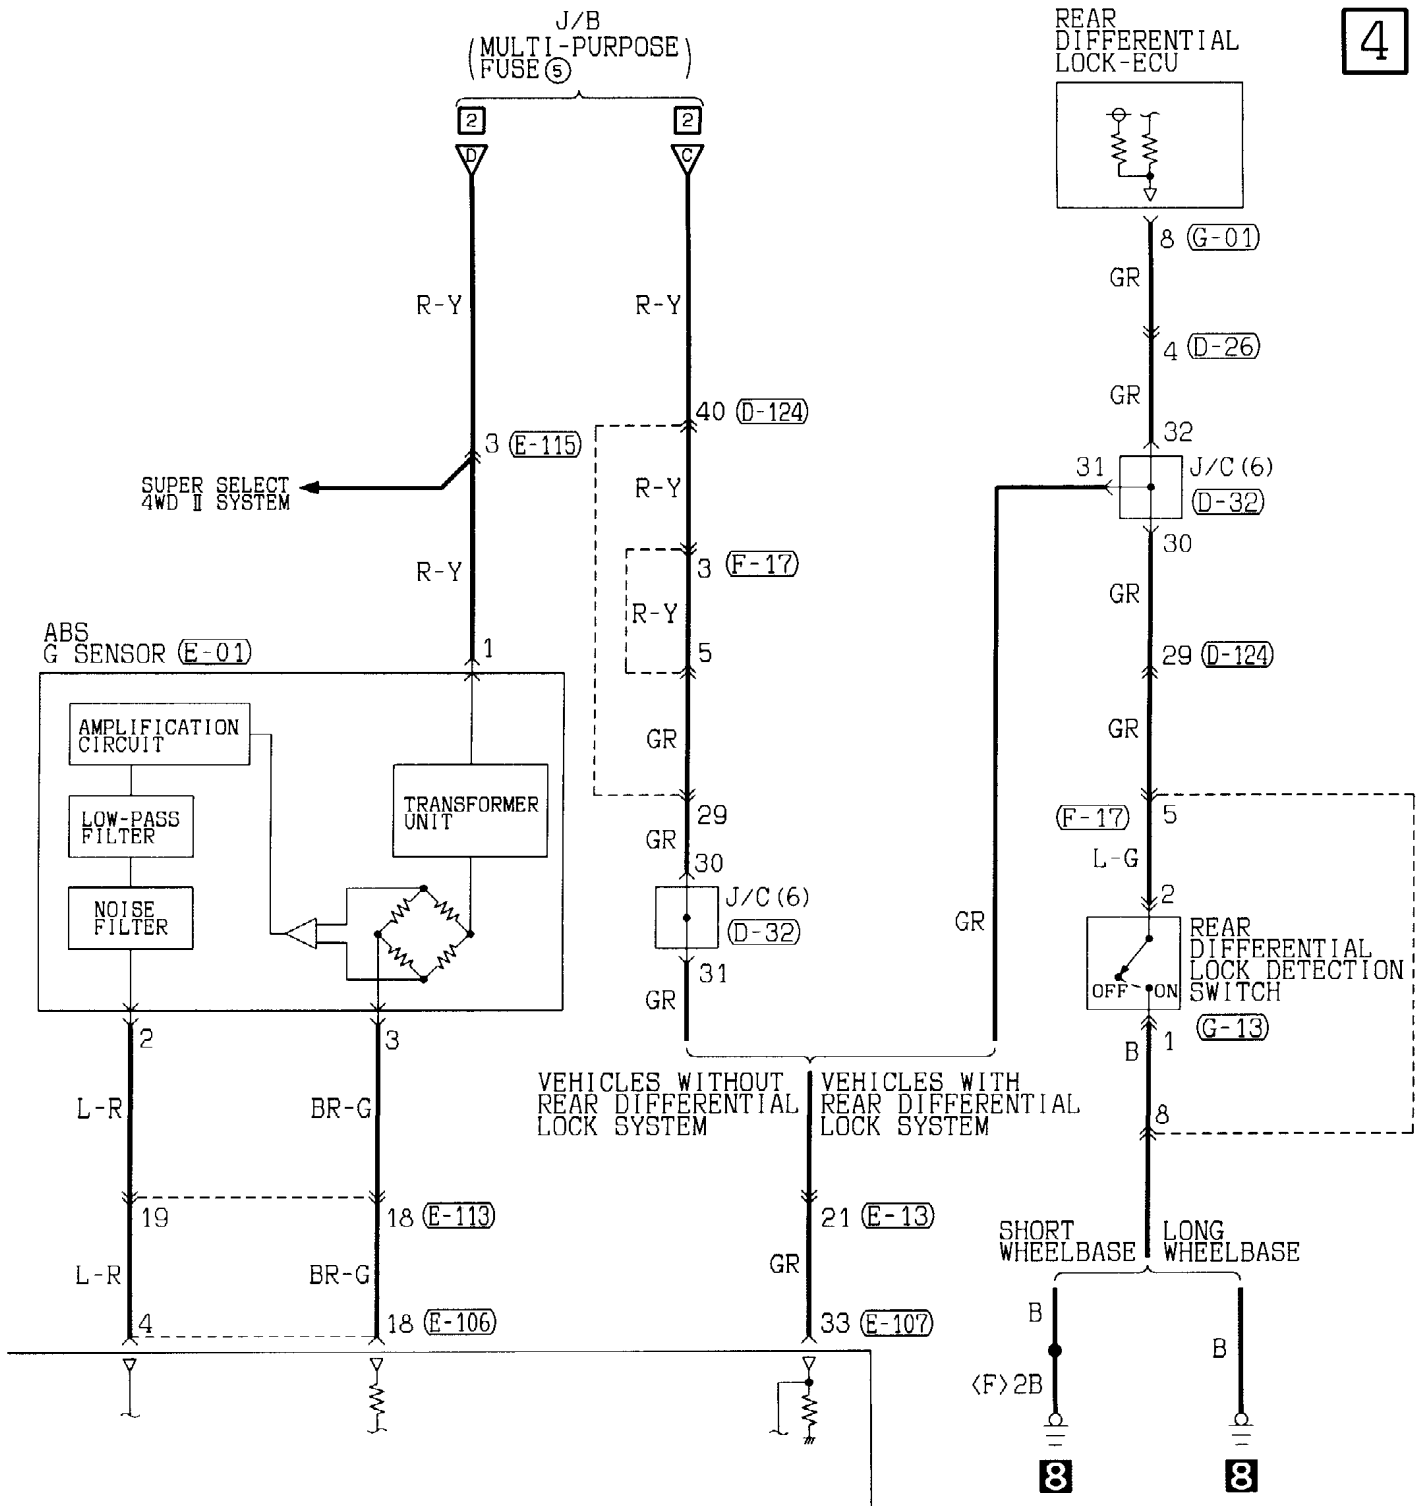 J/B
(MULTI-PURPOSE
FUSE⑤)
REAR
DIFFERENTIAL
LOCK-ECU
4
2
2
D
C
8 (G-01)
GR
R-Y
R-Y
4 (D-26)
GR
40 (D-124)
32
3 (E-115)
31
J/C(6)
(D-32)
SUPER SELECT
4WD Ⅱ SYSTEM
R-Y
30
3 (F-17)
R-Y
GR
R-Y
ABS
G SENSOR (E-01)
1
5
29 (D-124)
AMPLIFICATION
CIRCUIT
GR
GR
LOW-PASS
FILTER
TRANSFORMER
UNIT
29
(F-17)
5
GR
30
L-G
2
NOISE
FILTER
J/C(6)
(D-32)
GR
REAR
DIFFERENTIAL
LOCK DETECTION
SWITCH
OFF
ON
31
GR
(G-13)
2
3
B
1
VEHICLES WITHOUT
REAR DIFFERENTIAL
LOCK SYSTEM
VEHICLES WITH
REAR DIFFERENTIAL
LOCK SYSTEM
L-R
BR-G
8
19
18 (E-113)
21 (E-13)
SHORT
WHEELBASE
LONG
WHEELBASE
L-R
BR-G
GR
4
18 (E-106)
33 (E-107)
B
B
〈F〉2B
8
8